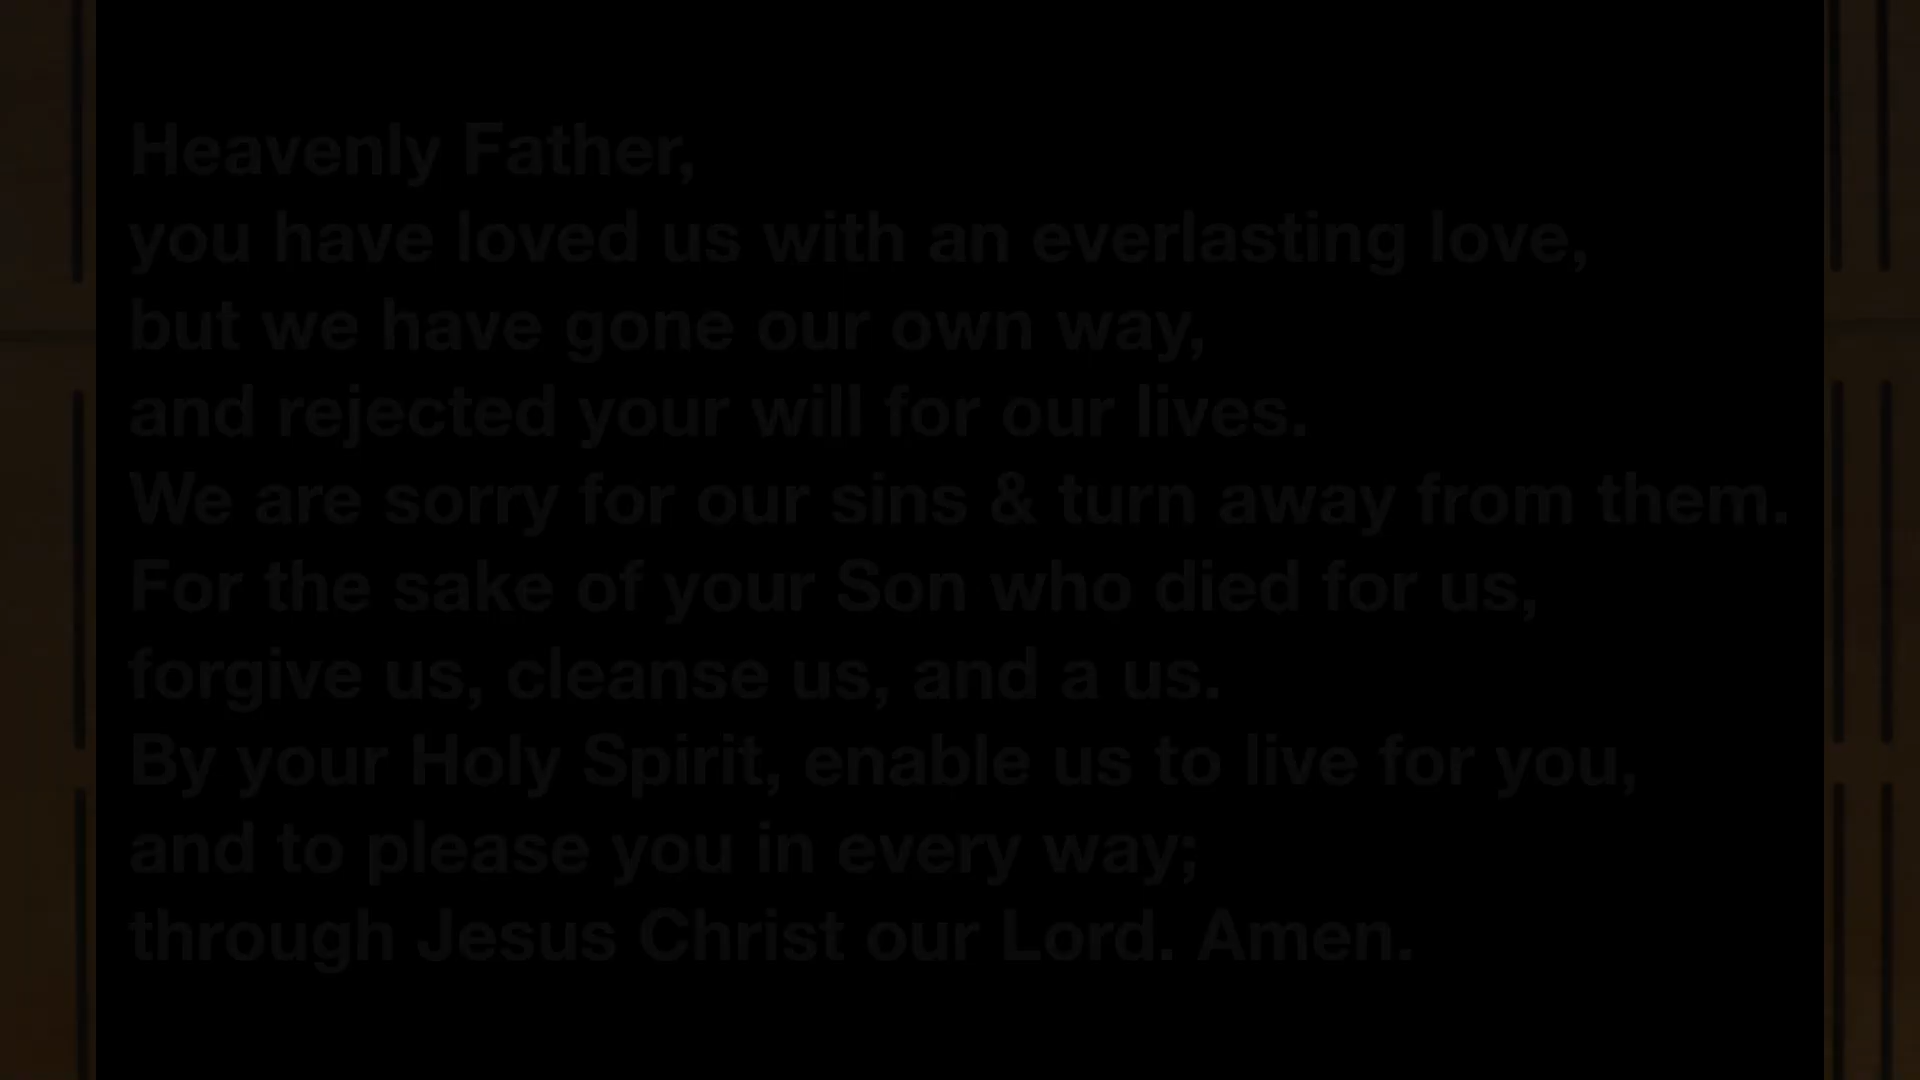 Heavenly Father,
you have loved us with an everlasting love,
but we have gone our own way,
and rejected your will for our lives.
We are sorry for our sins & turn away from them.
For the sake of your Son who died for us,
forgive us, cleanse us, and a us.
By your Holy Spirit, enable us to live for you,
and to please you in every way;
through Jesus Christ our Lord. Amen.